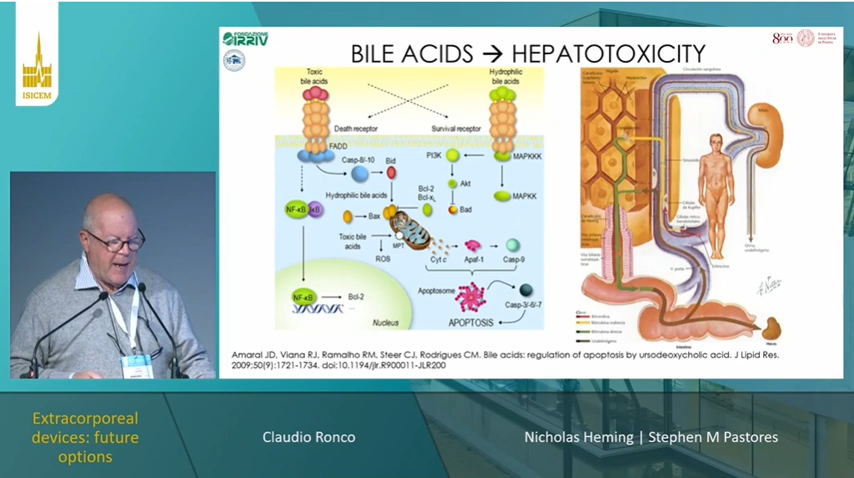 ISICEM
FONDAZIONE
IRRIV
800
BILE ACIDS → HEPATOTOXICITY
Toxic
bile acids
Hydrophilic
bile acids
Death receptor
Survival receptor
FADD
Casp-8/-10
Bid
PI3K
MAPKKK
Akt
MAPKK
Hydrophilic bile acids
Bcl-2
Bcl-xL
Bad
NF-κB
IκB
Bax
Toxic bile
acids
MPT
ROS
Cyt c
Apaf-1
Casp-9
Apoptosome
NF-κB
Bcl-2
Casp-3/-6/-7
Nucleus
APOPTOSIS
Amaral JD, Viana RJ, Ramalho RM, Steer CJ, Rodrigues CM. Bile acids: regulation of apoptosis by ursodeoxycholic acid. J Lipid Res.
2009;50(9):1721-1734. doi:10.1194/jlr.R900011-JLR200
Extracorporeal
devices: future
options
Claudio Ronco
Nicholas Heming | Stephen M Pastores